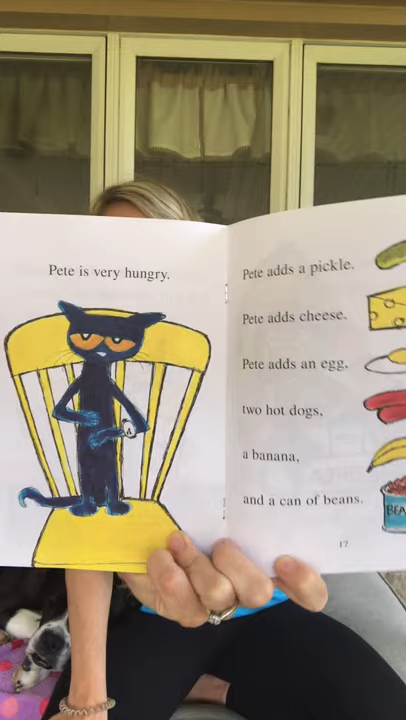 Pete is very hungry.
Pete adds a pickle.
Pete adds cheese.
Pete adds an egg,
two hot dogs,
a banana,
and a can of beans.
17